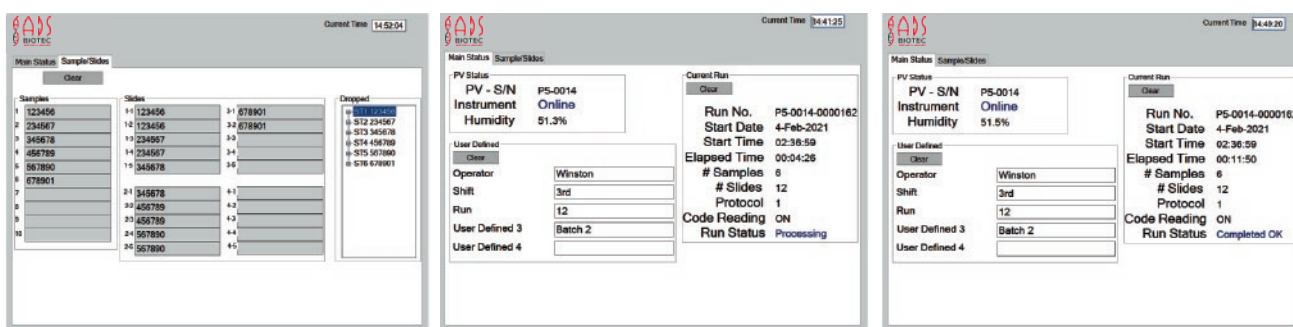 ADS
BIOTEC
Current Time 14:52:04
Main Status Sample/Slides
Clear
Samples
1 123456
2 234567
3 345678
4 456789
5 567890
6 678901
7
8
9
10
Slides
1-1 123456
1-2 123456
1-3 234567
1-4 234567
1-5 345678
2-1 345678
2-2 456789
2-3 456789
2-4 567890
2-5 567890
3-1 678901
3-2 678901
3-3
3-4
3-5
4-1
4-2
4-3
4-4
4-5
Dropped
ST1 123456
ST2 234567
ST3 345678
ST4 456789
ST5 567890
ST6 678901
ADS
BIOTEC
Current Time 14:41:25
Main Status Sample/Slides
PV Status
PV - S/N P5-0014
Instrument Online
Humidity 51.3%
User Defined
Clear
Operator Winston
Shift 3rd
Run 12
User Defined 3 Batch 2
User Defined 4
Current Run
Clear
Run No. P5-0014-0000162
Start Date 4-Feb-2021
Start Time 02:36:59
Elapsed Time 00:04:26
# Samples 6
# Slides 12
Protocol 1
Code Reading ON
Run Status Processing
ADS
BIOTEC
Current Time 14:49:20
Main Status Sample/Slides
PV Status
PV - S/N P5-0014
Instrument Online
Humidity 51.5%
User Defined
Clear
Operator Winston
Shift 3rd
Run 12
User Defined 3 Batch 2
User Defined 4
Current Run
Clear
Run No. P5-0014-0000162
Start Date 4-Feb-2021
Start Time 02:36:59
Elapsed Time 00:11:50
# Samples 6
# Slides 12
Protocol 1
Code Reading ON
Run Status Completed OK